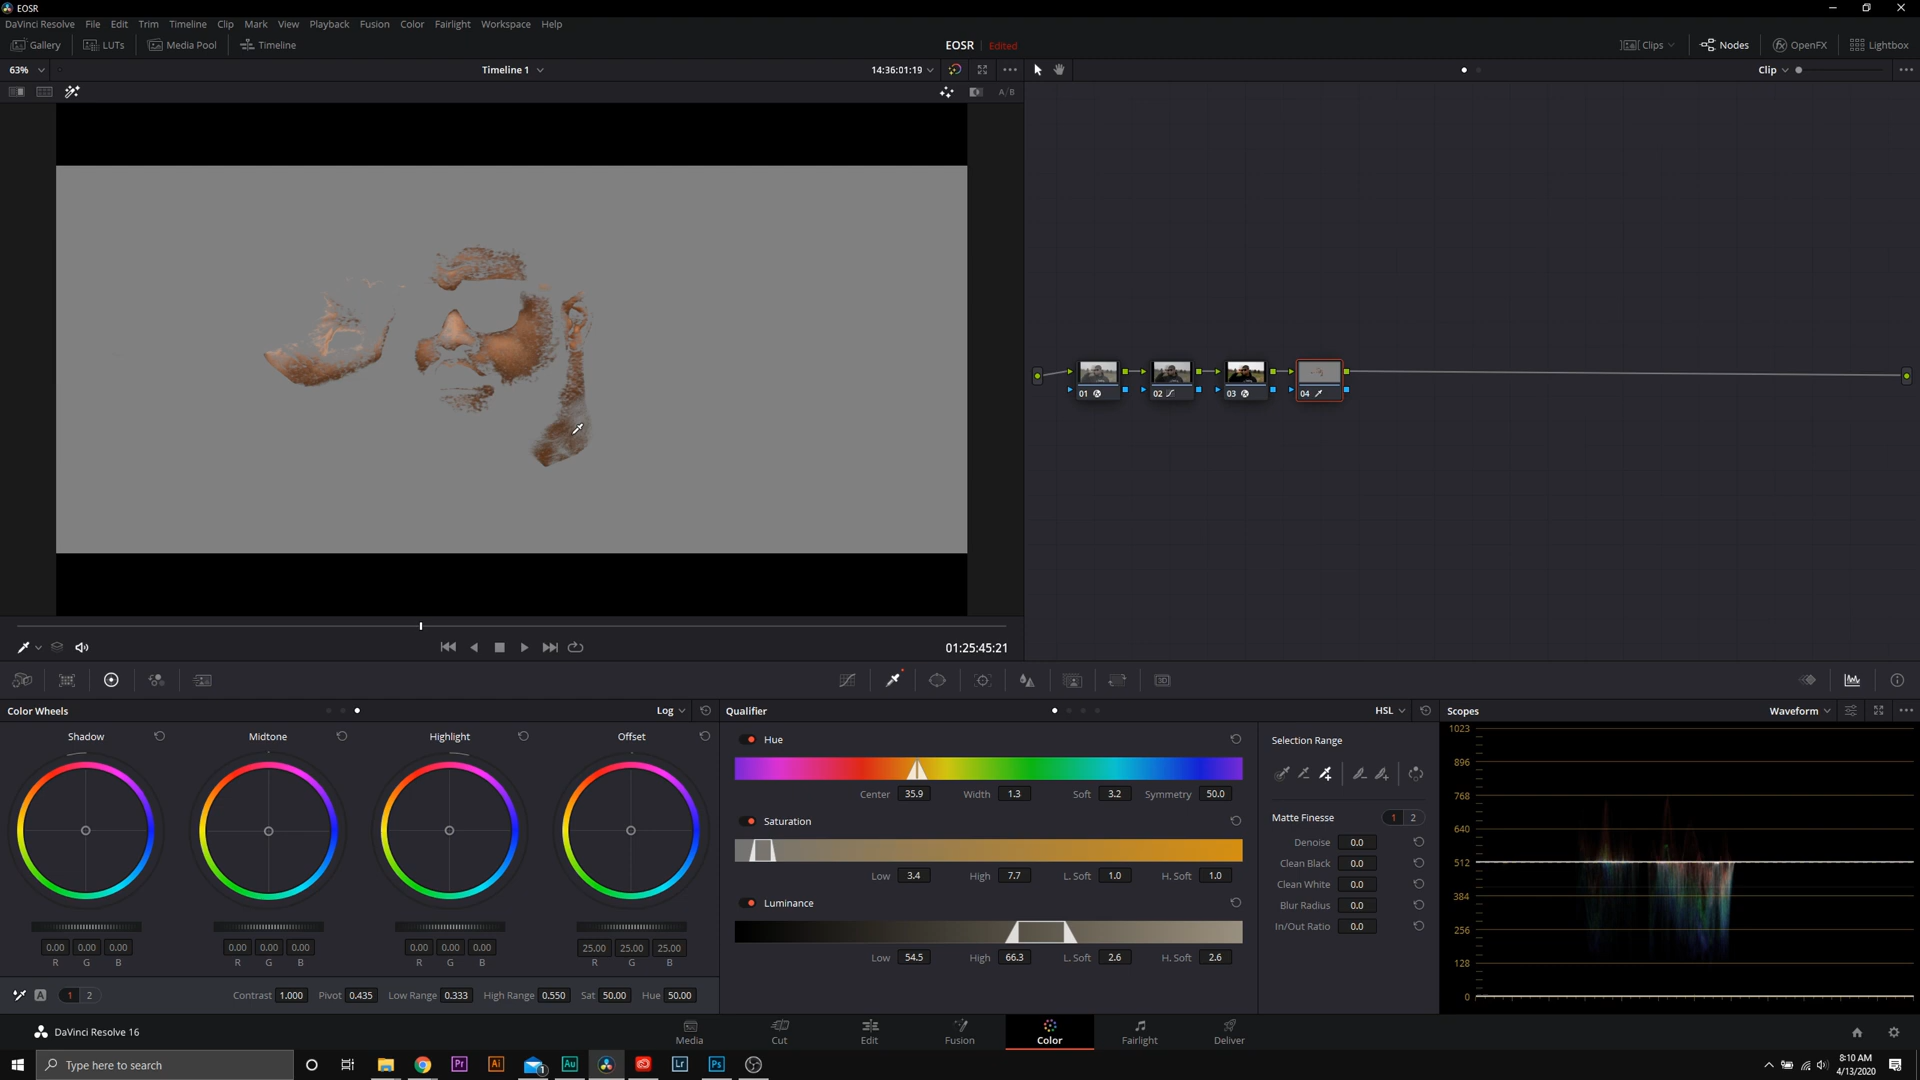 EOSR
DaVinci Resolve File Edit Trim Timeline Clip Mark View Playback Fusion Color Fairlight Workspace Help
Gallery LUTs Media Pool Timeline EOSR Edited Clips Nodes OpenFX Lightbox
63% Timeline 1 14:36:01:19 Clip
A/B
01 02 03 04
01:25:45:21
Color Wheels Log Qualifier HSL Scopes Waveform
Shadow Midtone Highlight Offset
Hue
Center 35.9 Width 1.3 Soft 3.2 Symmetry 50.0
Saturation
Low 3.4 High 7.7 L. Soft 1.0 H. Soft 1.0
Luminance
Low 54.5 High 66.3 L. Soft 2.6 H. Soft 2.6
Selection Range
Matte Finesse 1 2
Denoise 0.0
Clean Black 0.0
Clean White 0.0
Blur Radius 0.0
In/Out Ratio 0.0
1023
896
768
640
512
384
256
128
0
0.00 0.00 0.00 0.00 0.00 0.00 0.00 0.00 0.00 25.00 25.00 25.00
R G B R G B R G B R G B
A 1 2 Contrast 1.000 Pivot 0.435 Low Range 0.333 High Range 0.550 Sat 50.00 Hue 50.00
DaVinci Resolve 16 Media Cut Edit Fusion Color Fairlight Deliver
Type here to search Pr Ai 1 Au Lr Ps 8:10 AM
4/13/2020